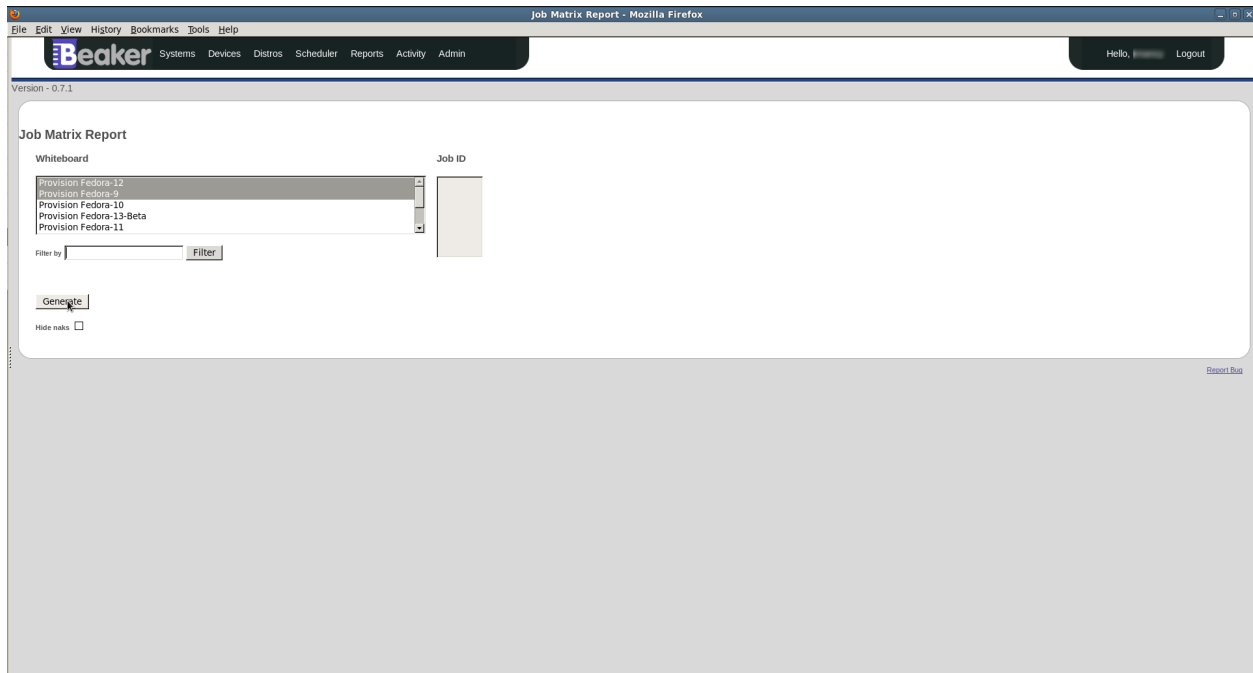 Job Matrix Report - Mozilla Firefox
File Edit View History Bookmarks Tools Help
Beaker Systems Devices Distros Scheduler Reports Activity Admin Hello, Logout
Version - 0.7.1
Job Matrix Report
Whiteboard Job ID
Provision Fedora-12
Provision Fedora-9
Provision Fedora-10
Provision Fedora-13-Beta
Provision Fedora-11
Filter by Filter
Generate
Hide naks
Report Bug